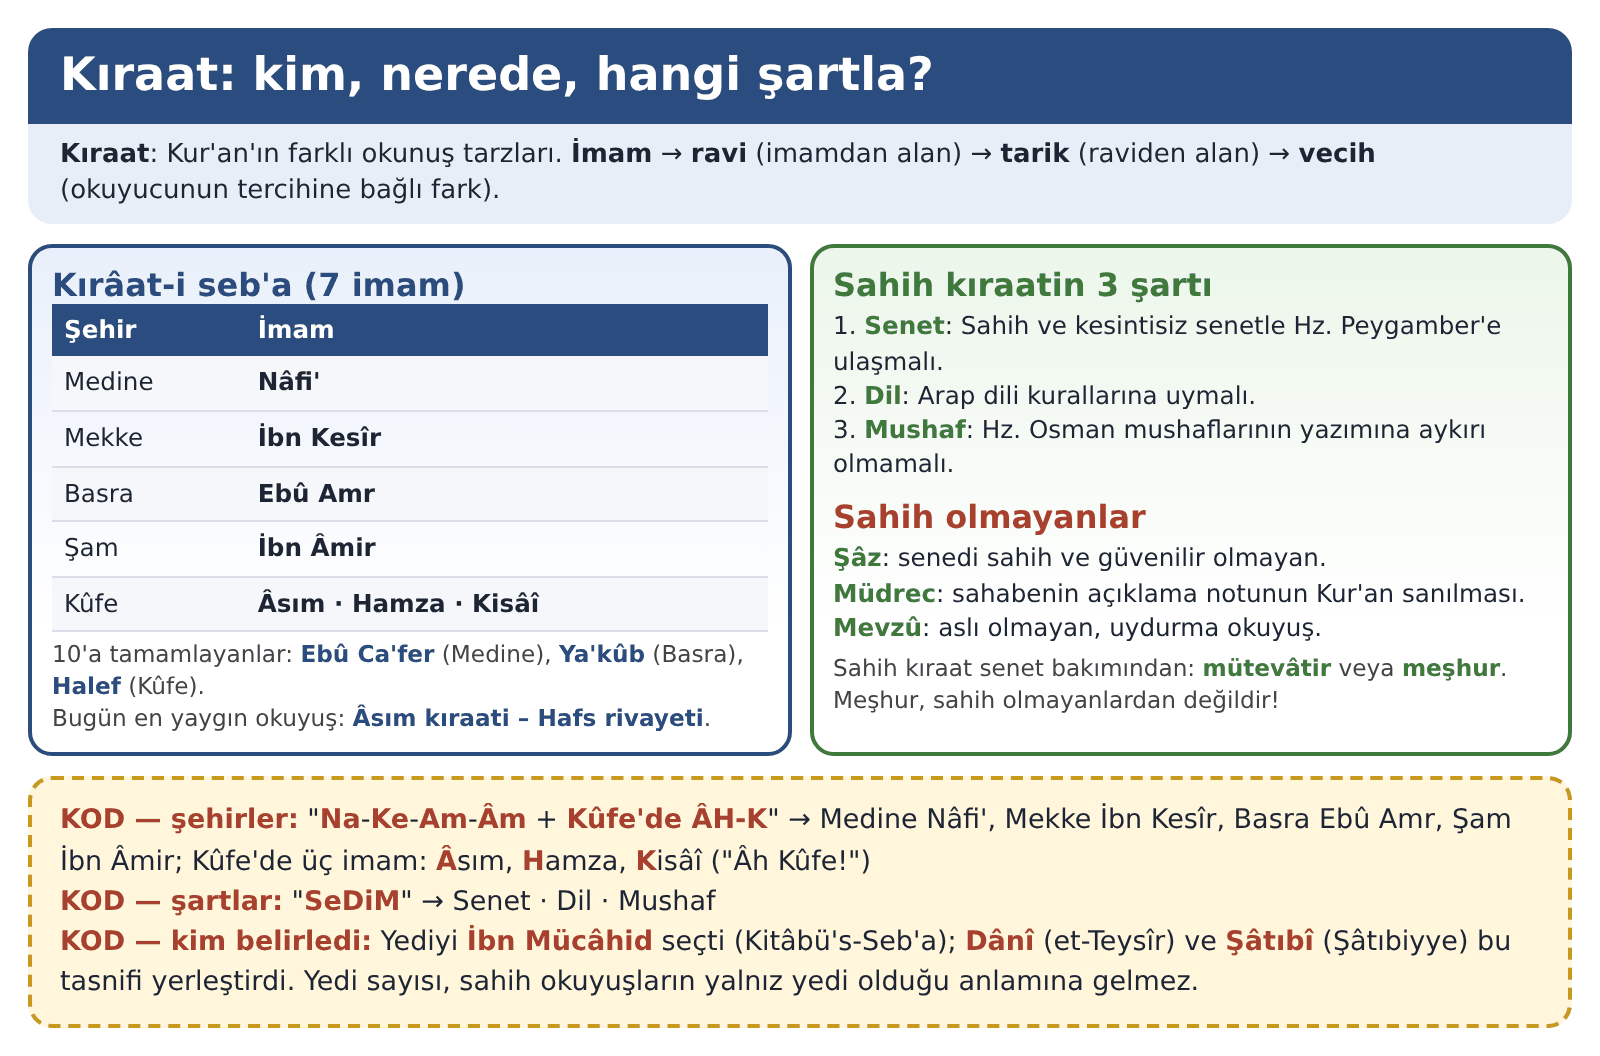 Kıraat: kim, nerede, hangi şartla?
Kıraat: Kur'an'ın farklı okunuş tarzları. İmam → ravi (imamdan alan) → tarik (raviden alan) → vecih
(okuyucunun tercihine bağlı fark).
Kırâat-i seb'a (7 imam)
Şehir İmam
Medine Nâfi'
Mekke İbn Kesîr
Basra Ebû Amr
Şam İbn Âmir
Kûfe Âsım · Hamza · Kisâî
10'a tamamlayanlar: Ebû Ca'fer (Medine), Ya'kûb (Basra),
Halef (Kûfe).
Bugün en yaygın okuyuş: Âsım kıraati – Hafs rivayeti.
Sahih kıraatin 3 şartı
1. Senet: Sahih ve kesintisiz senetle Hz. Peygamber'e
ulaşmalı.
2. Dil: Arap dili kurallarına uymalı.
3. Mushaf: Hz. Osman mushaflarının yazımına aykırı
olmamalı.
Sahih olmayanlar
Şâz: senedi sahih ve güvenilir olmayan.
Müdrec: sahabenin açıklama notunun Kur'an sanılması.
Mevzû: aslı olmayan, uydurma okuyuş.
Sahih kıraat senet bakımından: mütevâtir veya meşhur.
Meşhur, sahih olmayanlardan değildir!
KOD — şehirler: "Na-Ke-Am-Âm + Kûfe'de ÂH-K" → Medine Nâfi', Mekke İbn Kesîr, Basra Ebû Amr, Şam
İbn Âmir; Kûfe'de üç imam: Âsım, Hamza, Kisâî ("Âh Kûfe!")
KOD — şartlar: "SeDiM" → Senet · Dil · Mushaf
KOD — kim belirledi: Yediyi İbn Mücâhid seçti (Kitâbü's-Seb'a); Dânî (et-Teysîr) ve Şâtıbî (Şâtıbiyye) bu
tasnifi yerleştirdi. Yedi sayısı, sahih okuyuşların yalnız yedi olduğu anlamına gelmez.